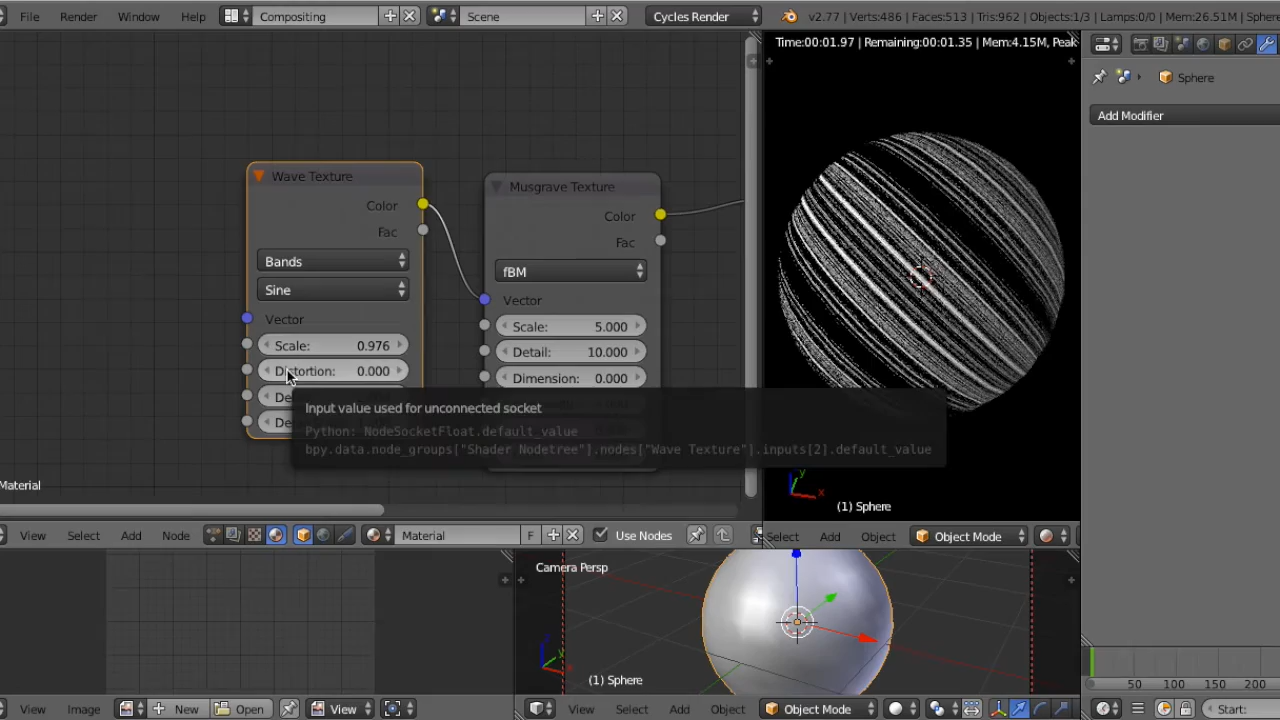 File Render Window Help Compositing Scene Cycles Render v2.77 | Verts:486 | Faces:513 | Tris:962 | Objects:1/3 | Lamps:0/0 | Mem:26.51M | Sphere
Time:00:01.97 | Remaining:00:01.35 | Mem:4.15M, Peak
Sphere
Add Modifier
Wave Texture
Color
Fac
Bands
Sine
Vector
Scale: 0.976
Distortion: 0.000
De
De
Musgrave Texture
Color
Fac
fBM
Vector
Scale: 5.000
Detail: 10.000
Dimension: 0.000
Input value used for unconnected socket
Python: NodeSocketFloat.default_value
bpy.data.node_groups["Shader Nodetree"].nodes["Wave Texture"].inputs[2].default_value
Material
y
x
(1) Sphere
View Select Add Node Material F Use Nodes
Select Add Object Object Mode
Camera Persp
(1) Sphere
50 100 150 200
View Image New Open View
View Select Add Object Object Mode
Start: